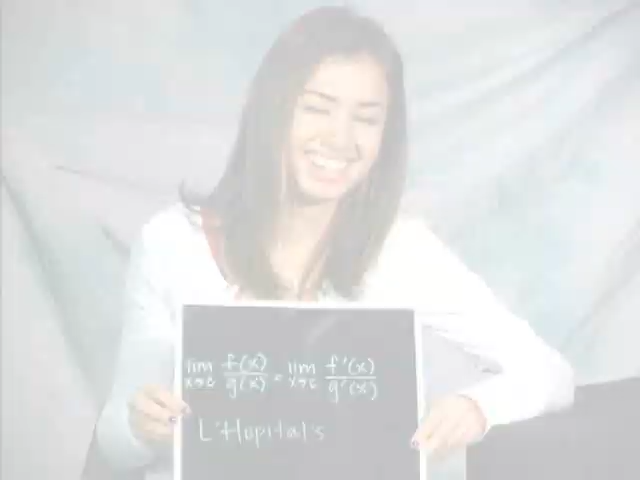 lim x→c f(x)/g(x) = lim x→c f'(x)/g'(x)
L'Hopital's